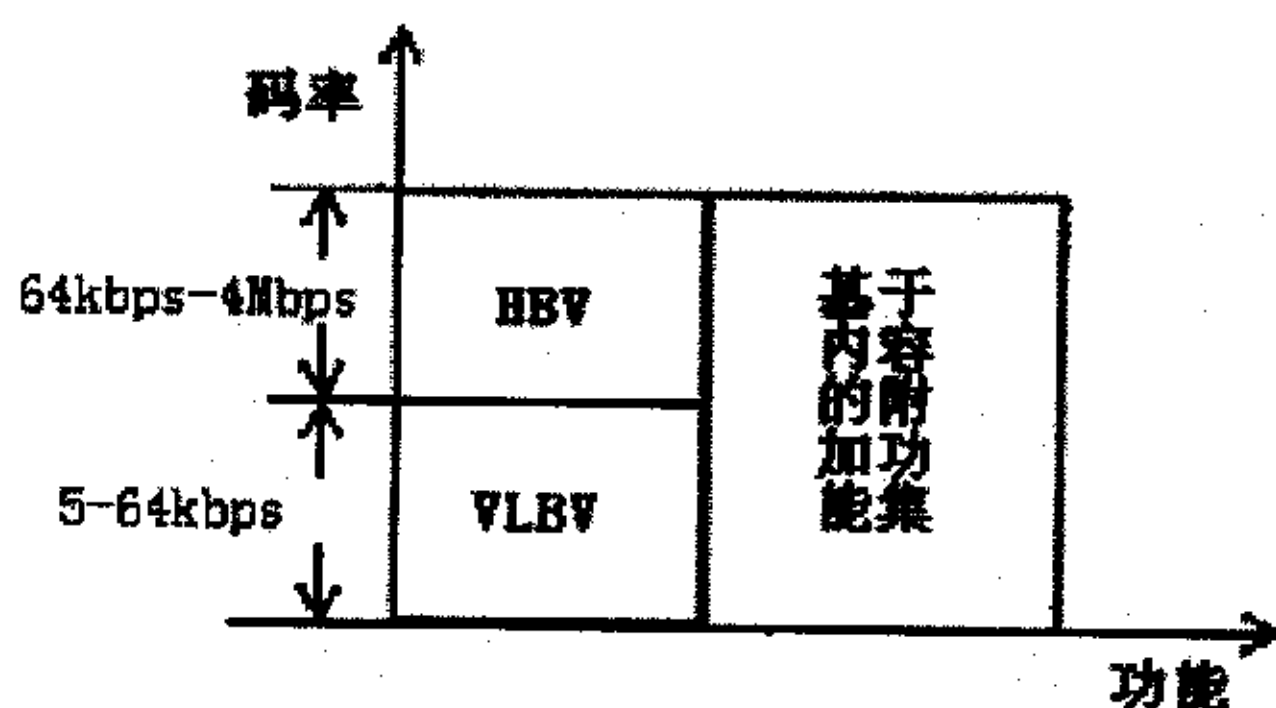 码率
64kbps-4Mbps
HBV
基于
内容
的附
加功
能集
5-64kbps
VLBV
功能